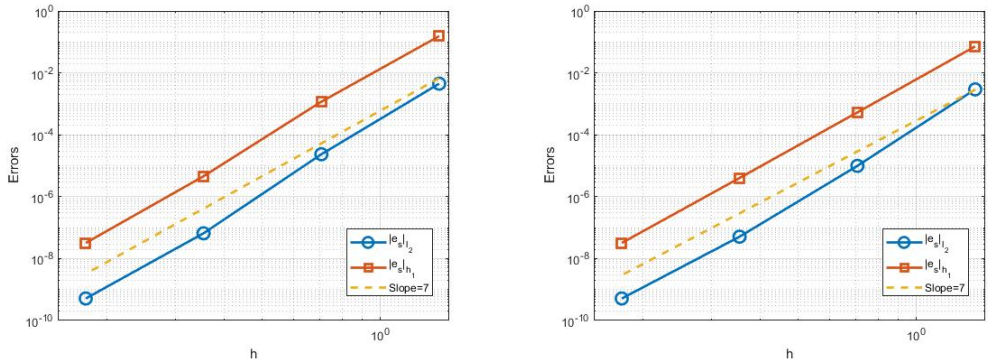 10^0
10^-2
10^-4
10^-6
10^-8
10^-10
Errors
|e_s|_{l_2}
|e_s|_{h_1}
Slope=7
10^0
h
10^0
10^-2
10^-4
10^-6
10^-8
10^-10
Errors
|e_s|_{l_2}
|e_s|_{h_1}
Slope=7
10^0
h